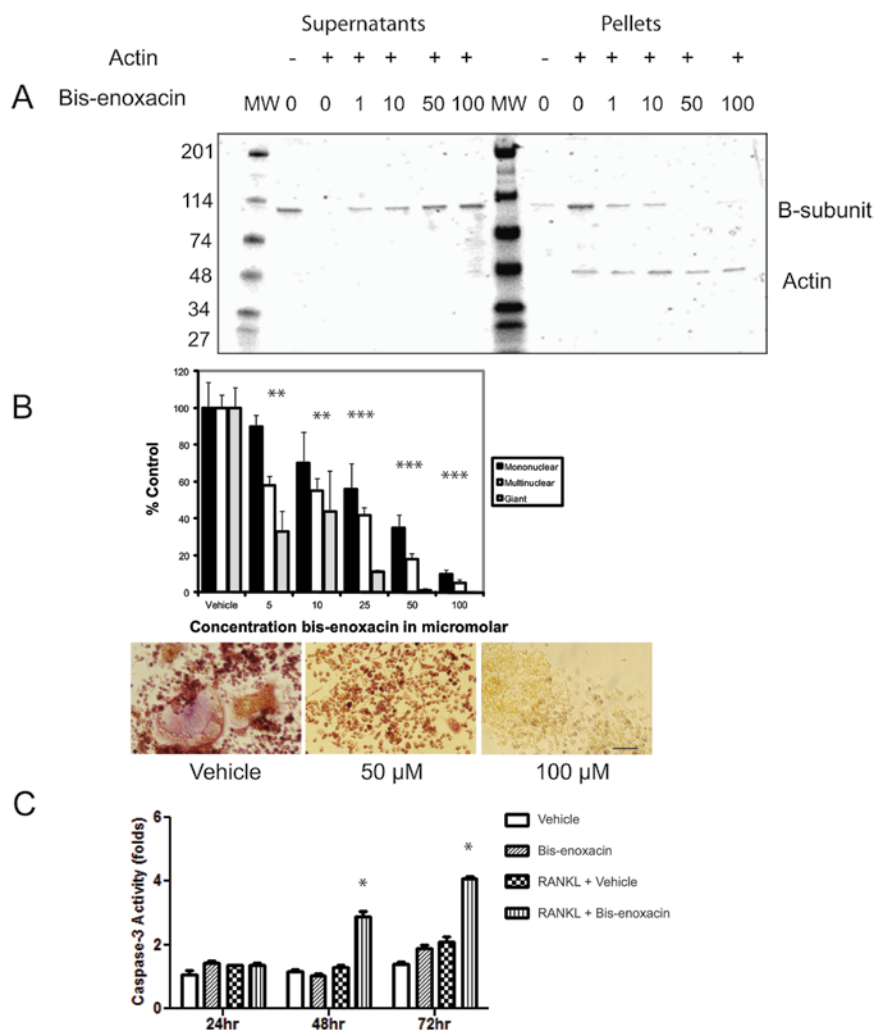 Supernatants Pellets
Actin - + + + + + - + + + + +
A Bis-enoxacin MW 0 0 1 10 50 100 MW 0 0 1 10 50 100
201
114
74
48
34
27
B-subunit
Actin
B
120
100
80
60
40
20
0
% Control
** ** *** *** ***
Mononuclear
Multinuclear
Giant
Vehicle 5 10 25 50 100
Concentration bis-enoxacin in micromolar
Vehicle 50 µM 100 µM
C
6
4
2
0
Caspase-3 Activity (folds)
* *
Vehicle
Bis-enoxacin
RANKL + Vehicle
RANKL + Bis-enoxacin
24hr 48hr 72hr